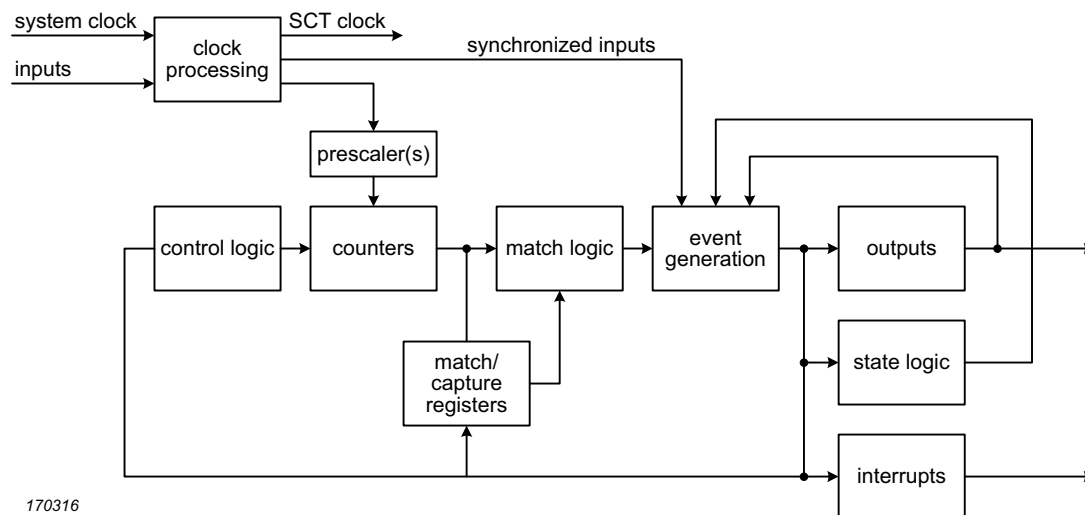 system clock
SCT clock
clock
processing
synchronized inputs
inputs
prescaler(s)
control logic
counters
match logic
event
generation
outputs
match/
capture
registers
state logic
interrupts
170316